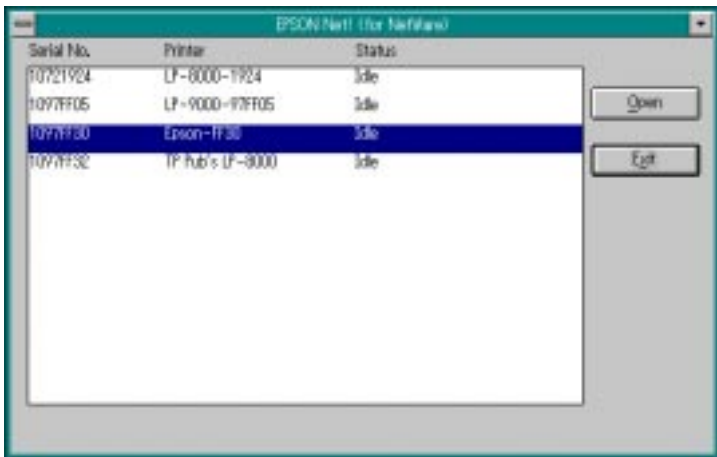 EPSON Net! (for NetWare)
Serial No. Printer Status
10721924 LP-8000-1924 Idle
1097FF05 LP-9000-97FF05 Idle
1097FF30 Epson-FF30 Idle
1097FF32 TP Pub's LP-8000 Idle
Open
Exit